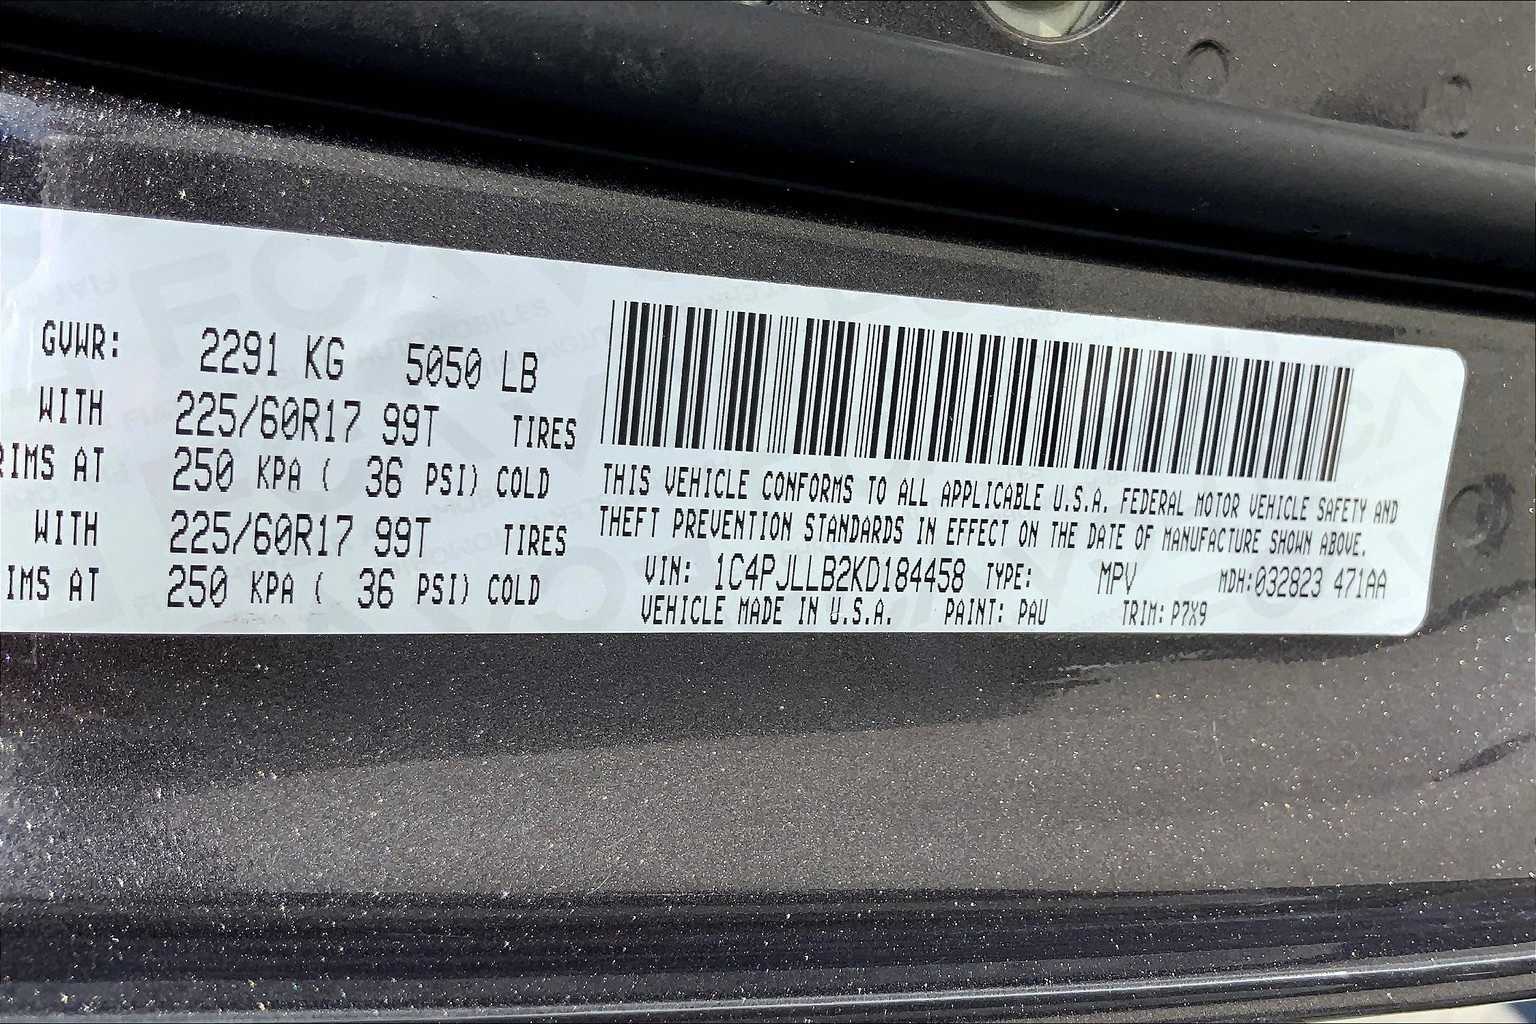 GVWR: 2291 KG 5050 LB
WITH 225/60R17 99T TIRES
RIMS AT 250 KPA ( 36 PSI) COLD
WITH 225/60R17 99T TIRES
IMS AT 250 KPA ( 36 PSI) COLD
THIS VEHICLE CONFORMS TO ALL APPLICABLE U.S.A. FEDERAL MOTOR VEHICLE SAFETY AND
THEFT PREVENTION STANDARDS IN EFFECT ON THE DATE OF MANUFACTURE SHOWN ABOVE.
VIN: 1C4PJLLB2KD184458 TYPE: MPV MDH:032823 471AA
VEHICLE MADE IN U.S.A. PAINT: PAU TRIM: P7X9